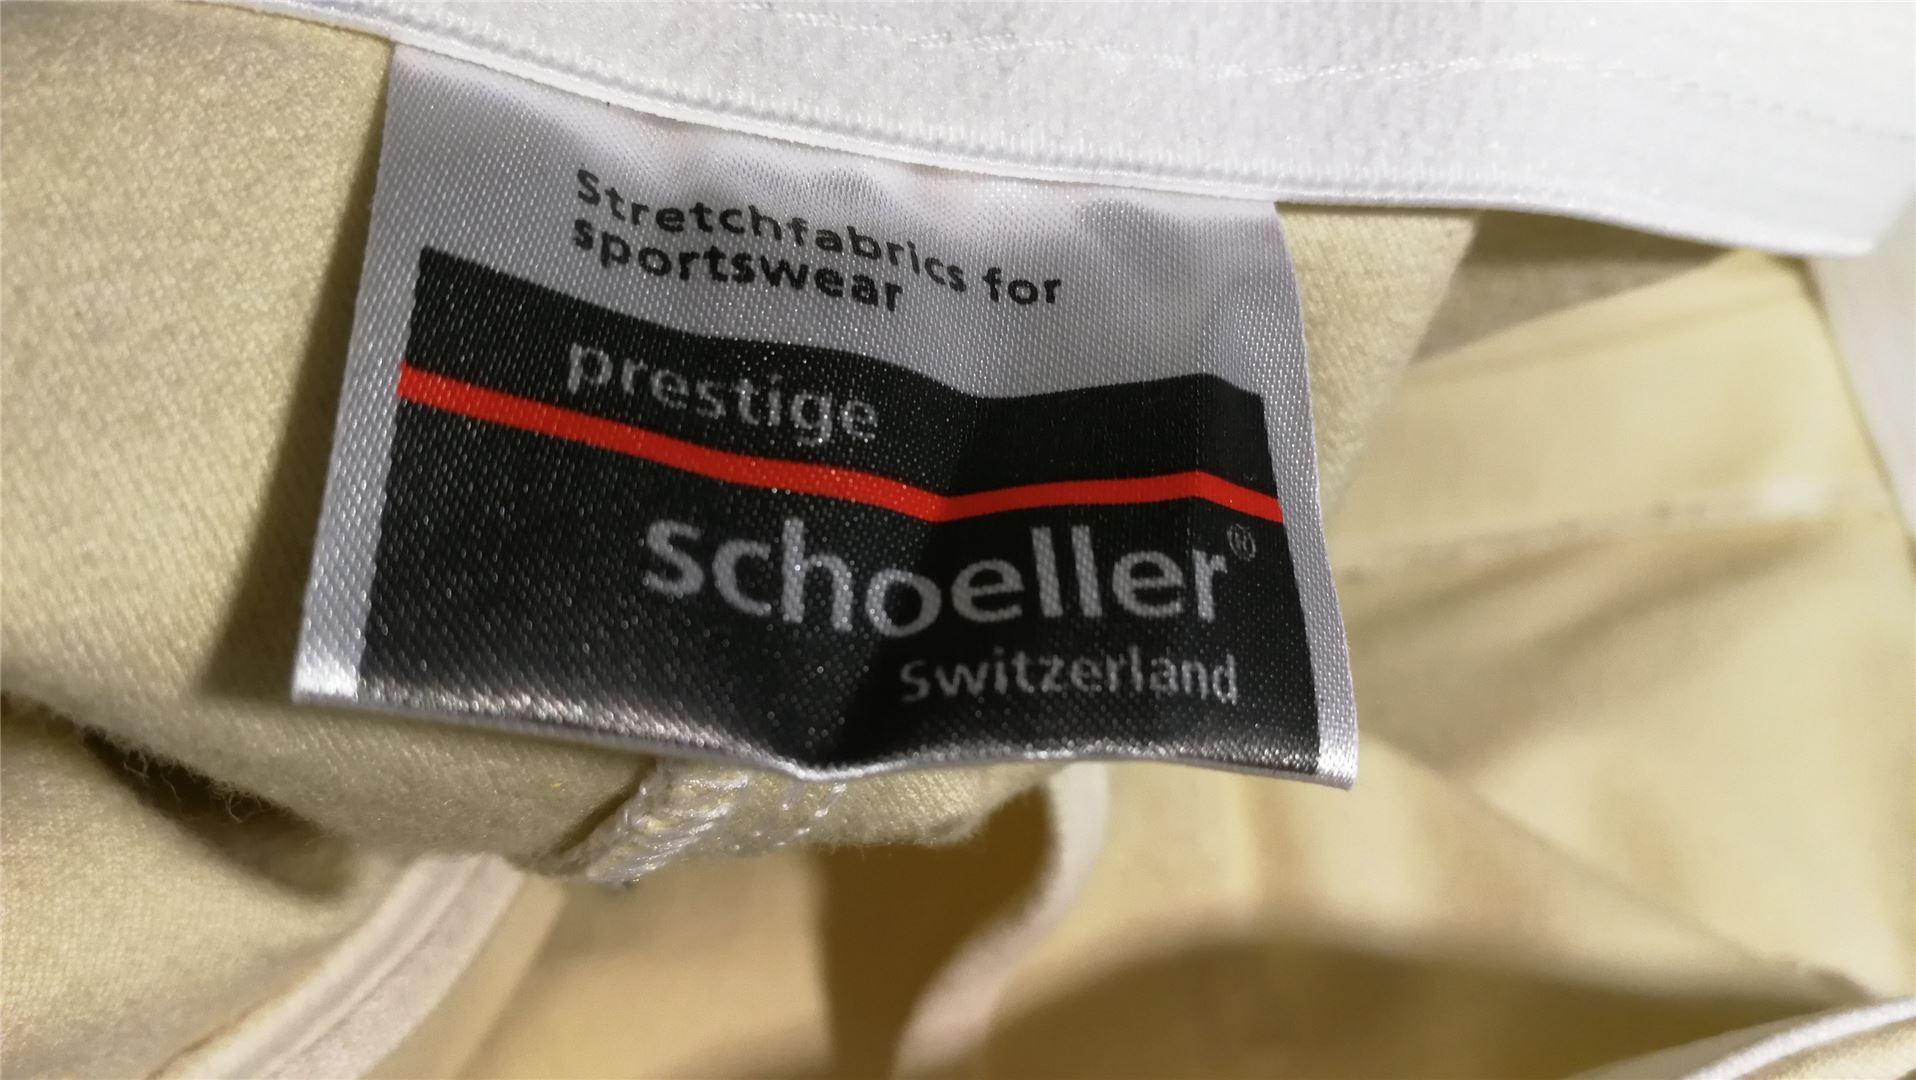 Stretchfabrics for
sportswear
prestige
schoeller®
switzerland